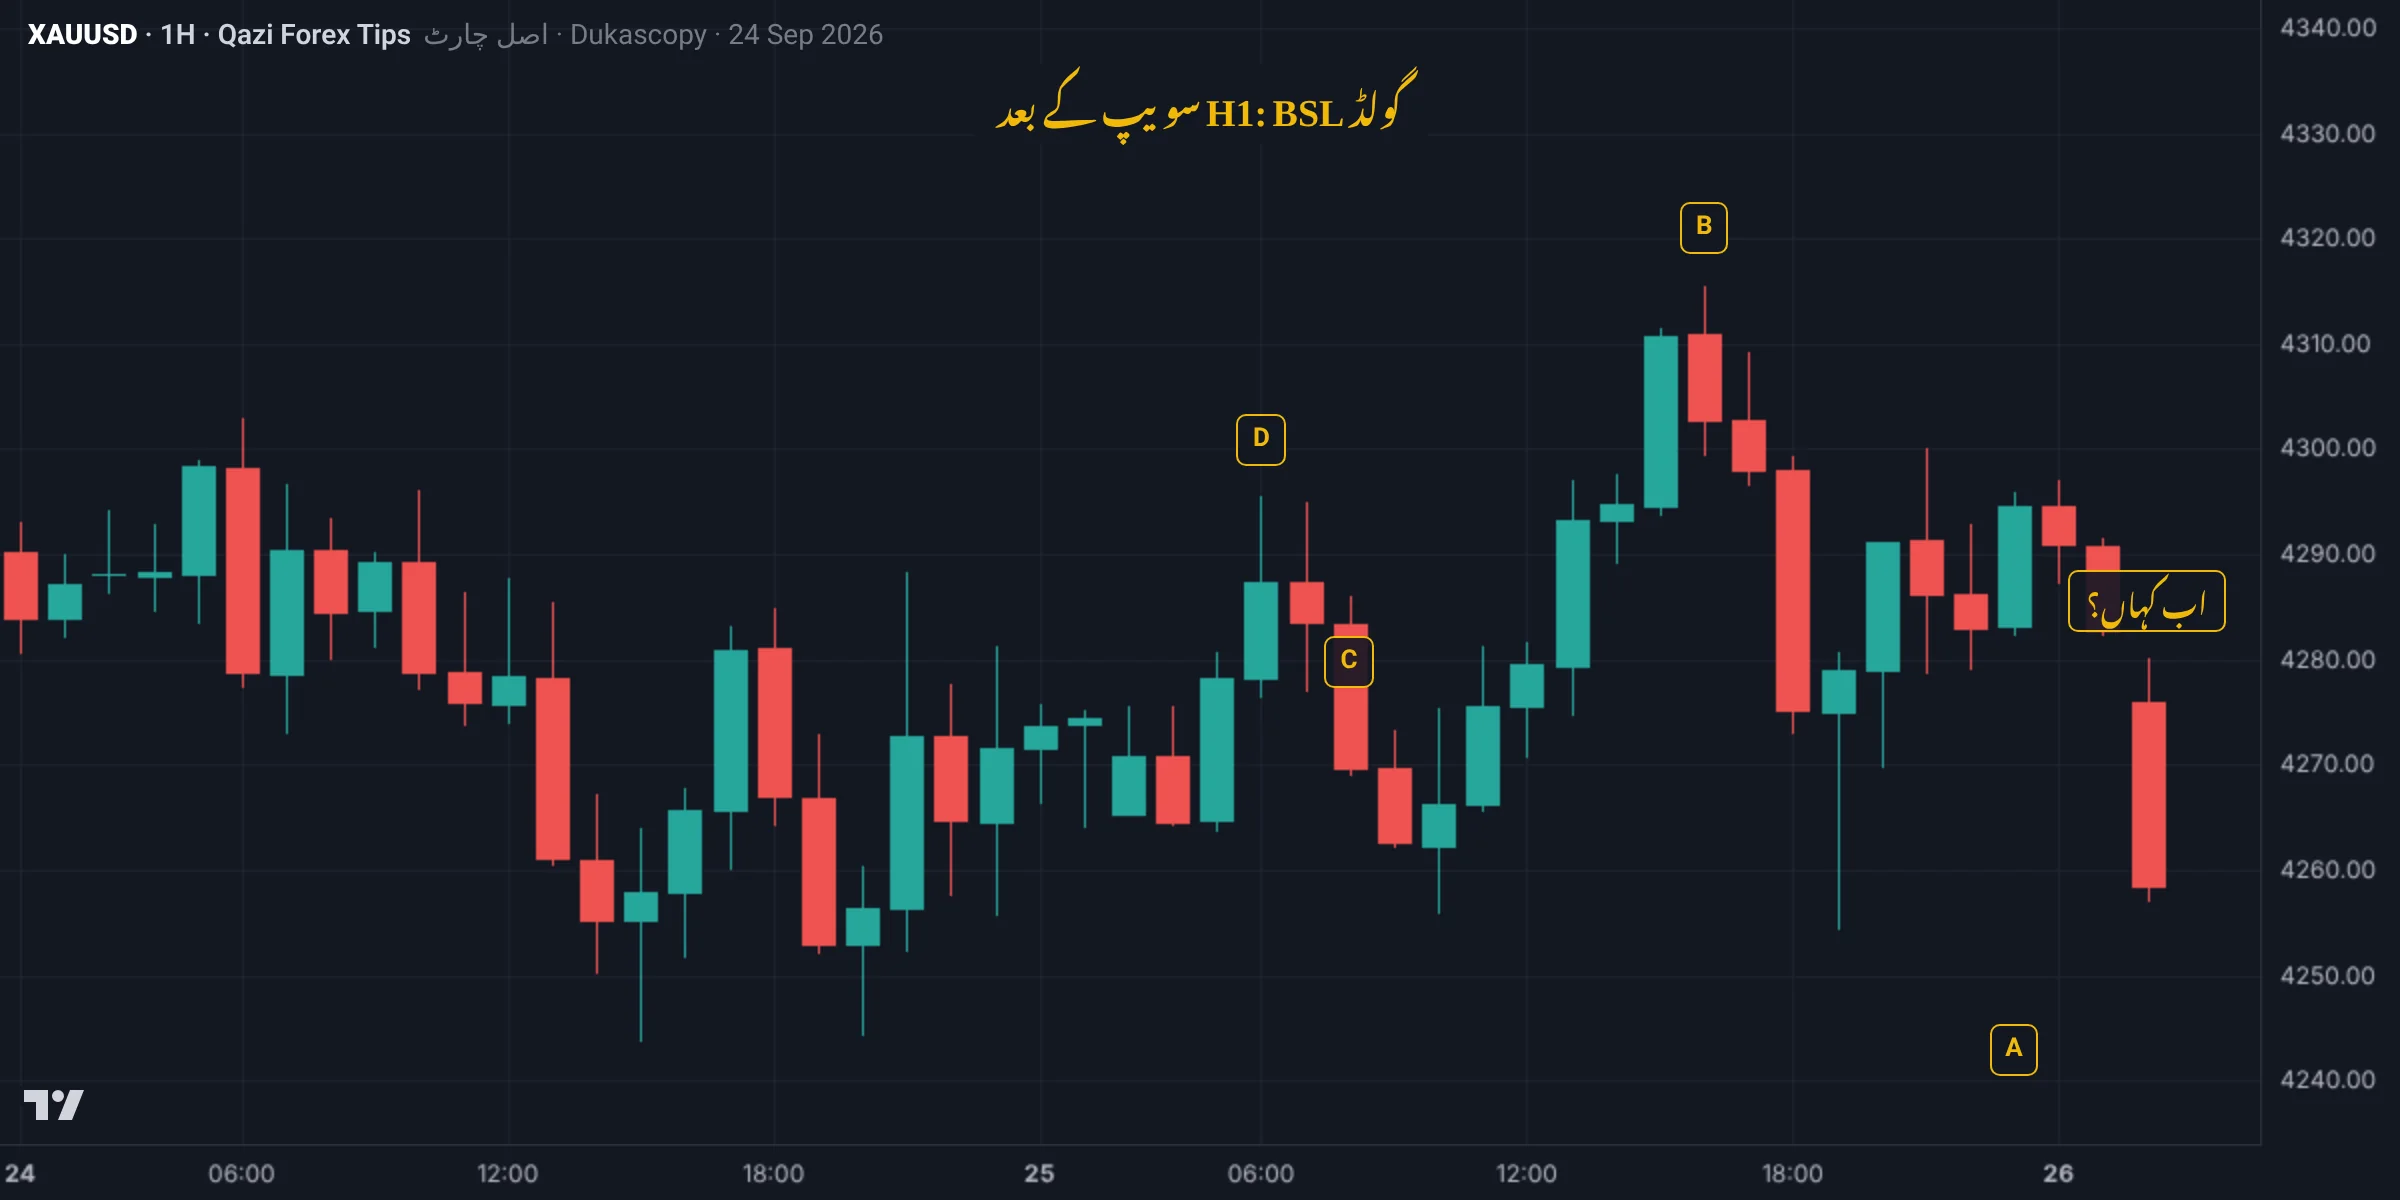 XAUUSD · 1H · Qazi Forex Tips اصل چارٹ · Dukascopy · 24 Sep 2026
گولڈ H1: BSL سویپ کے بعد
B
D
C
اب کہاں؟
A
4340.00
4330.00
4320.00
4310.00
4300.00
4290.00
4280.00
4270.00
4260.00
4250.00
4240.00
24 06:00 12:00 18:00 25 06:00 12:00 18:00 26